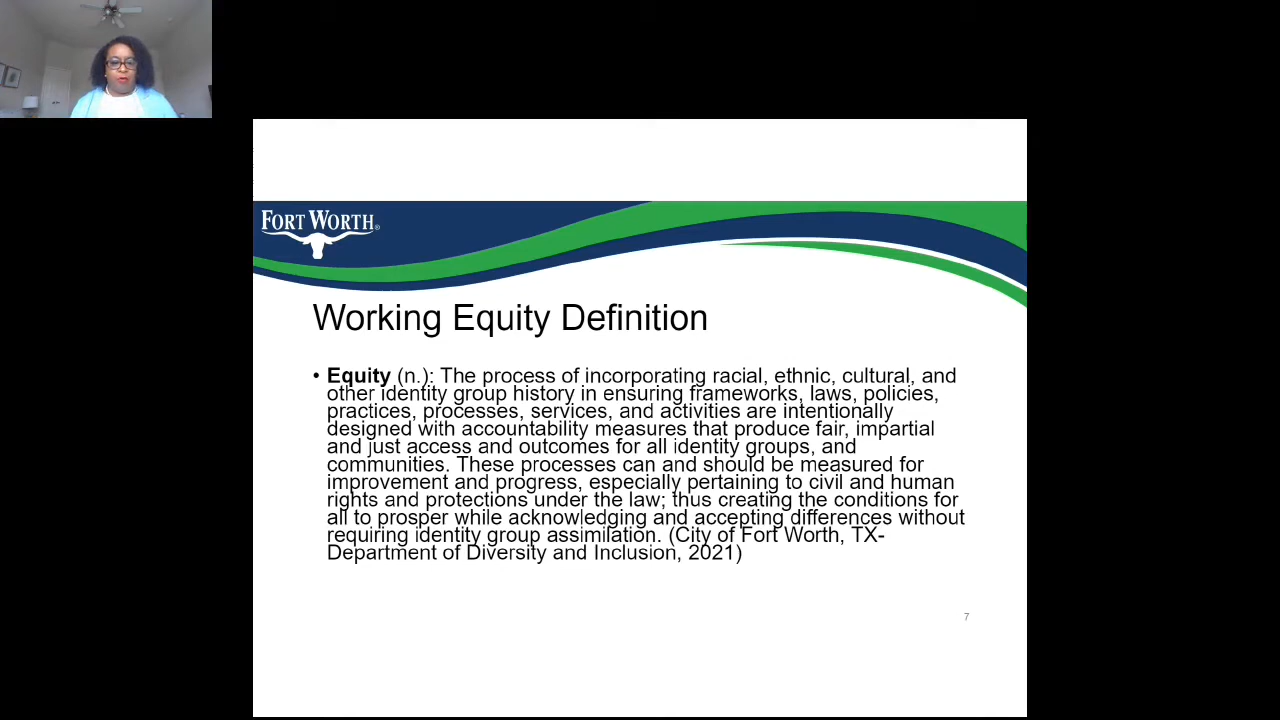 FORT WORTH®
Working Equity Definition
• Equity (n.): The process of incorporating racial, ethnic, cultural, and
other identity group history in ensuring frameworks, laws, policies,
practices, processes, services, and activities are intentionally
designed with accountability measures that produce fair, impartial
and just access and outcomes for all identity groups, and
communities. These processes can and should be measured for
improvement and progress, especially pertaining to civil and human
rights and protections under the law; thus creating the conditions for
all to prosper while acknowledging and accepting differences without
requiring identity group assimilation. (City of Fort Worth, TX-
Department of Diversity and Inclusion, 2021)
7